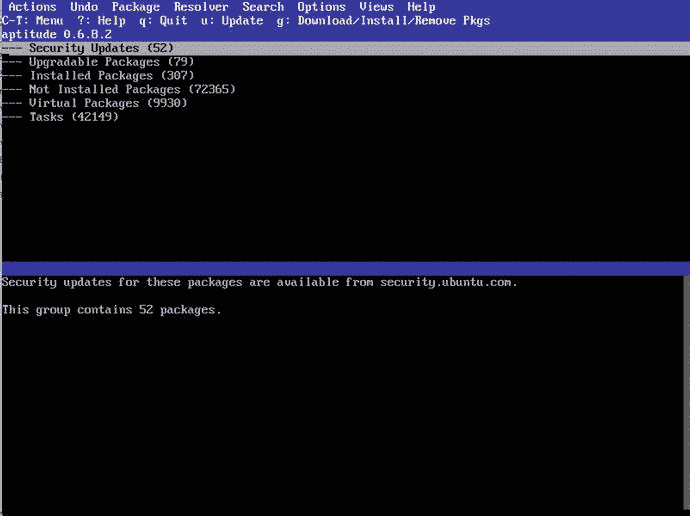 Actions Undo Package Resolver Search Options Views Help
C-T: Menu ?: Help q: Quit u: Update g: Download/Install/Remove Pkgs
aptitude 0.6.8.2
--- Security Updates (52)
--- Upgradable Packages (79)
--- Installed Packages (307)
--- Not Installed Packages (72365)
--- Virtual Packages (9930)
--- Tasks (42149)
Security updates for these packages are available from security.ubuntu.com.
This group contains 52 packages.